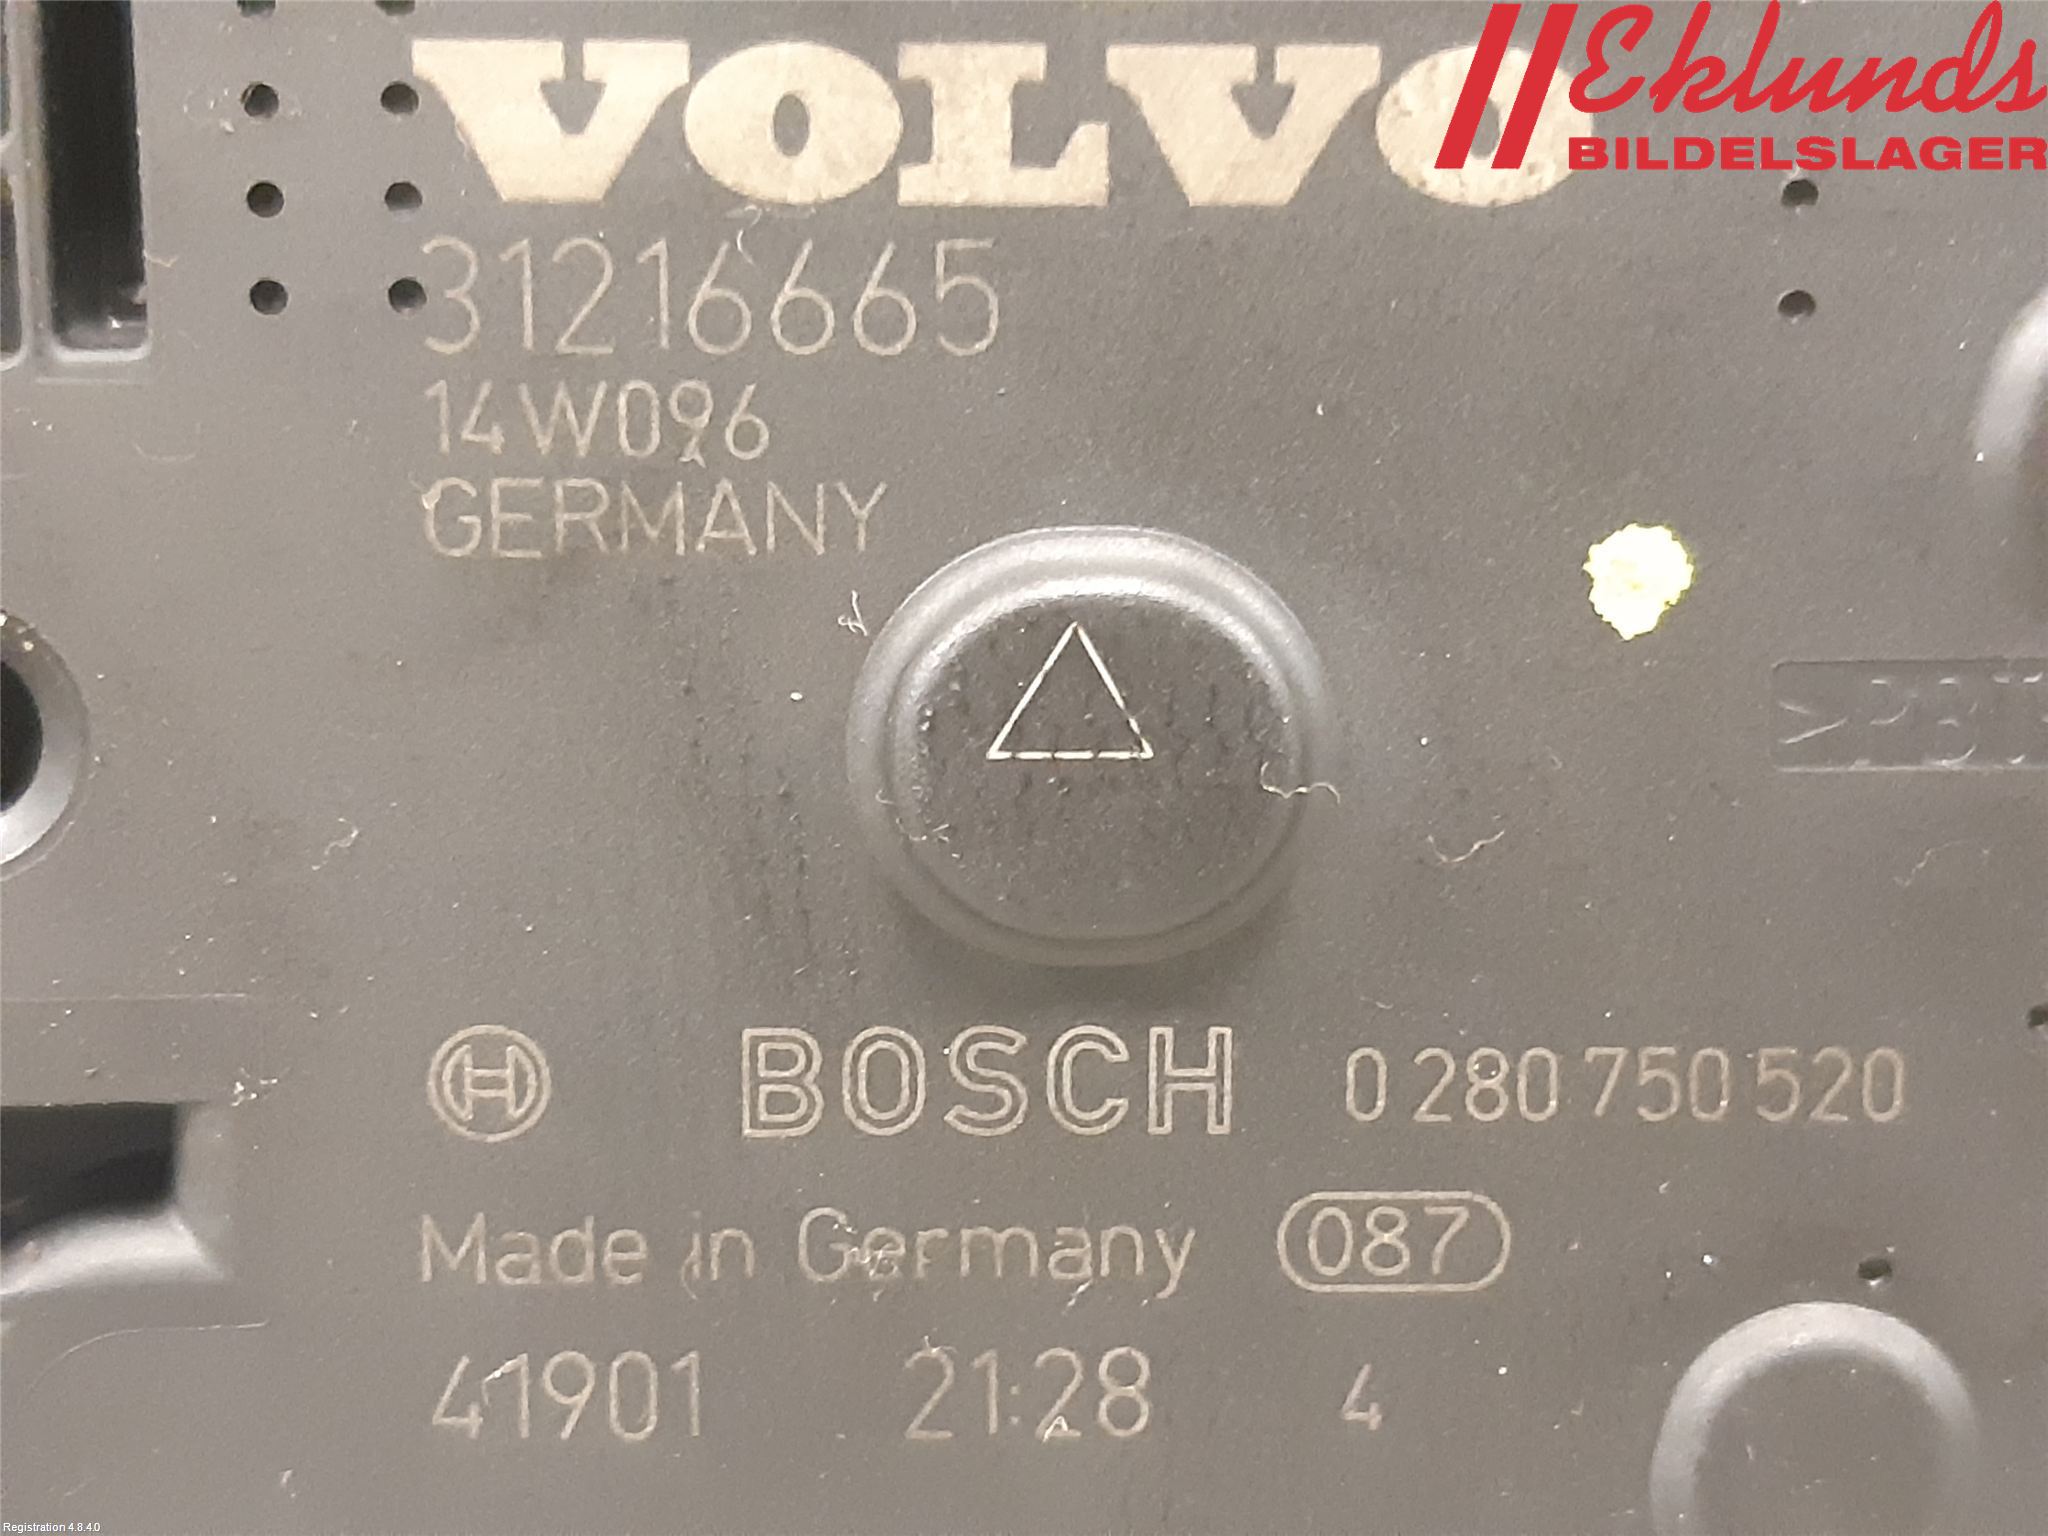 VOLVO
Eklunds
BILDELSLAGER
31216665
14W096
GERMANY
BOSCH 0 280 750 520
Made in Germany 087
41901 21:28 4
Registration 4.8.4.0